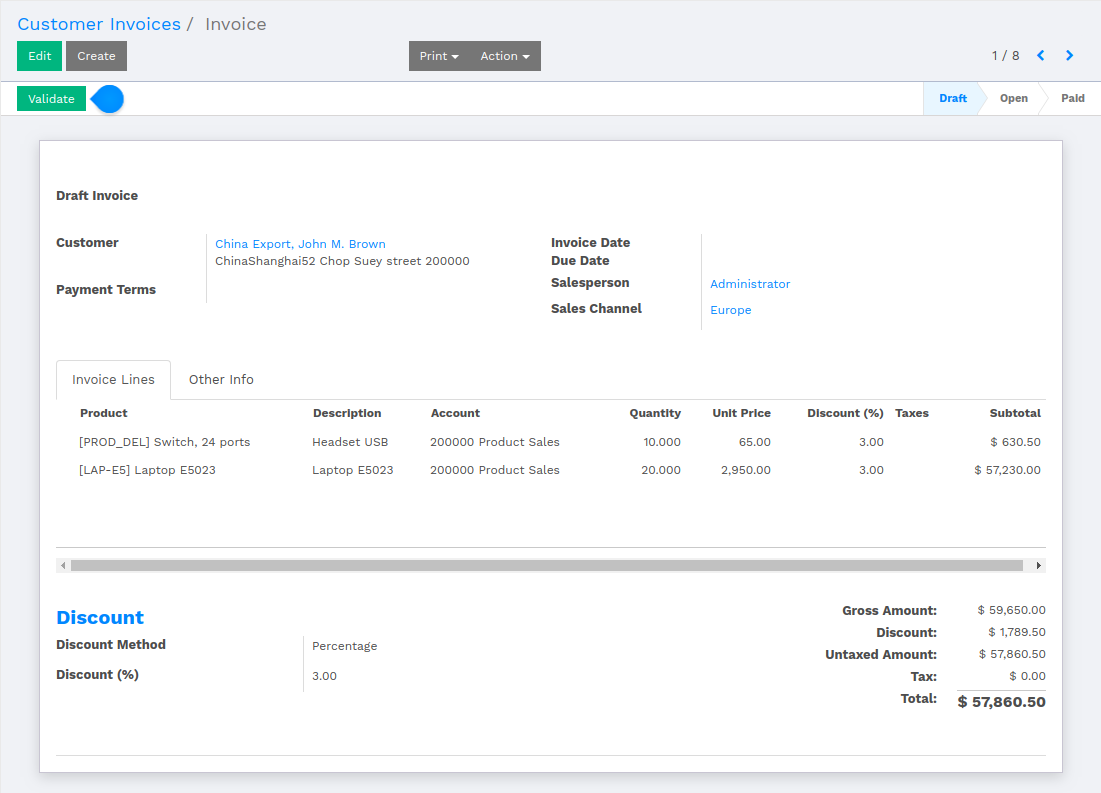 Customer Invoices / Invoice
Edit Create Print Action 1 / 8
Validate Draft Open Paid
Draft Invoice
Customer China Export, John M. Brown Invoice Date
ChinaShanghai52 Chop Suey street 200000 Due Date
Payment Terms Salesperson Administrator
Sales Channel Europe
Invoice Lines Other Info
Product Description Account Quantity Unit Price Discount (%) Taxes Subtotal
[PROD_DEL] Switch, 24 ports Headset USB 200000 Product Sales 10.000 65.00 3.00 $ 630.50
[LAP-E5] Laptop E5023 Laptop E5023 200000 Product Sales 20.000 2,950.00 3.00 $ 57,230.00
Discount Gross Amount: $ 59,650.00
Discount: $ 1,789.50
Discount Method Percentage Untaxed Amount: $ 57,860.50
Discount (%) 3.00 Tax: $ 0.00
Total: $ 57,860.50